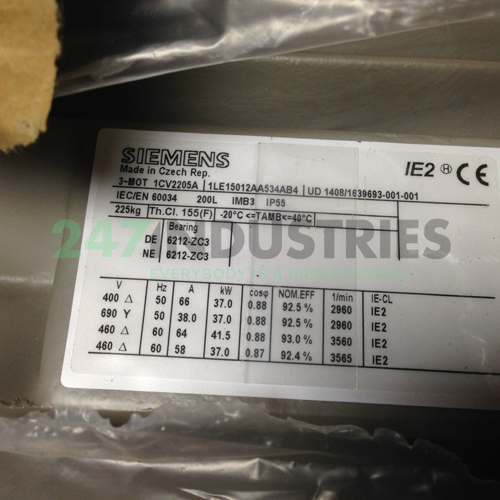 SIEMENS IE2 H CE
Made in Czech Rep.
3~MOT 1CV2205A 1LE15012AA534AB4 UD 1408/1639693-001-001
IEC/EN 60034 200L IMB3 IP55
225kg Th.Cl. 155(F) -20°C <=TAMB<=40°C
Bearing
DE 6212-ZC3
NE 6212-ZC3
247 INDUSTRIES
EVERYBODY IS A PROFESSIONAL
V Hz A kW cosφ NOM.EFF 1/min IE-CL
400 Δ 50 66 37.0 0.88 92.5 % 2960 IE2
690 Y 50 38.0 37.0 0.88 92.5 % 2960 IE2
460 Δ 60 64 41.5 0.88 93.0 % 3560 IE2
460 Δ 60 58 37.0 0.87 92.4 % 3565 IE2